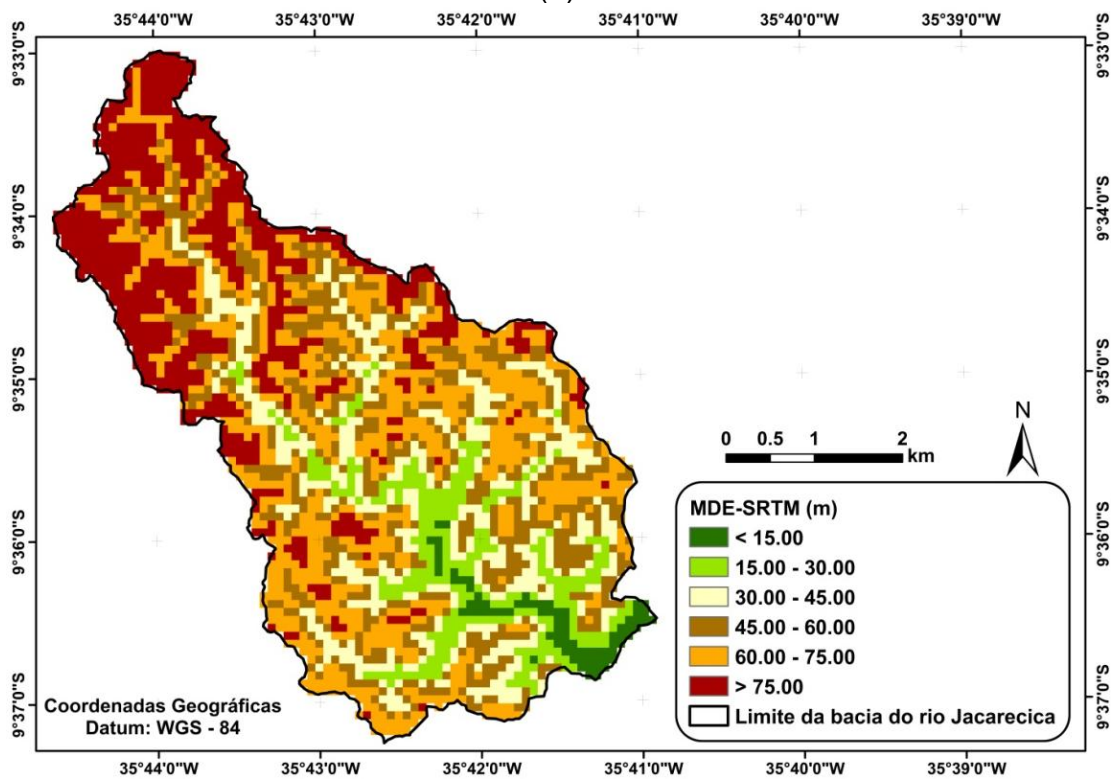 35°44'0"W 35°43'0"W 35°42'0"W 35°41'0"W 35°40'0"W 35°39'0"W
9°33'0"S 9°33'0"S
9°34'0"S 9°34'0"S
9°35'0"S 9°35'0"S
N
0 0.5 1 2
km
MDE-SRTM (m)
9°36'0"S 9°36'0"S
< 15.00
15.00 - 30.00
30.00 - 45.00
45.00 - 60.00
60.00 - 75.00
> 75.00
Limite da bacia do rio Jacarecica
9°37'0"S 9°37'0"S
Coordenadas Geográficas
Datum: WGS - 84
35°44'0"W 35°43'0"W 35°42'0"W 35°41'0"W 35°40'0"W 35°39'0"W